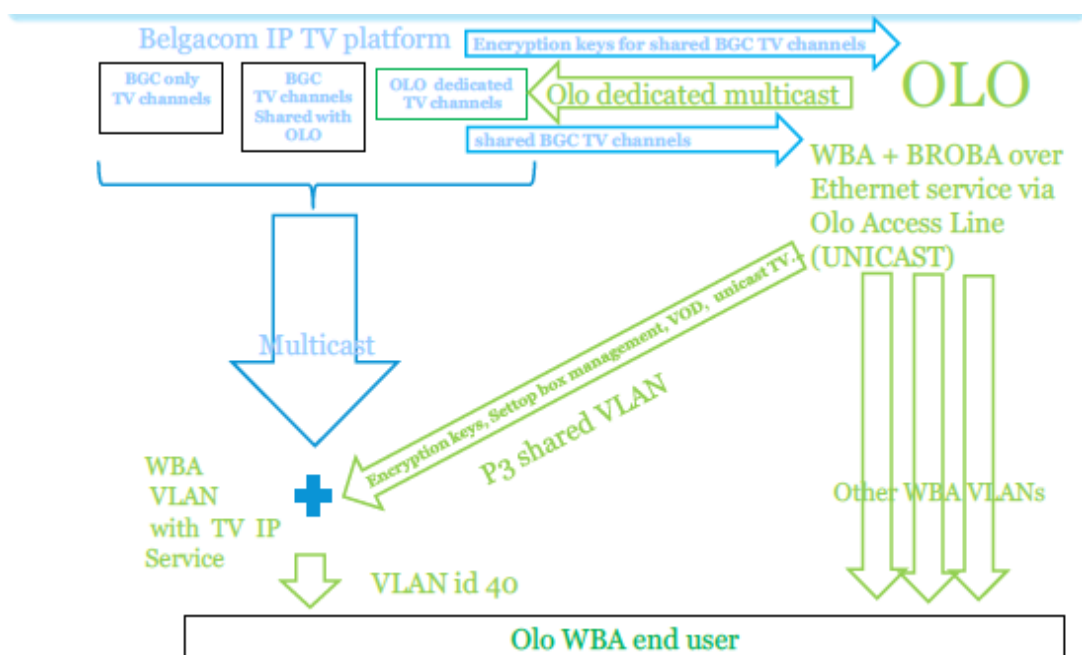 Belgacom IP TV platform
Encryption keys for shared BGC TV channels
BGC only
TV channels
BGC
TV channels
Shared with
OLO
OLO dedicated
TV channels
Olo dedicated multicast
OLO
shared BGC TV channels
WBA + BROBA over
Ethernet service via
Olo Access Line
(UNICAST)
Multicast
Encryption keys, Settop box management, VOD, unicast TV...
P3 shared VLAN
WBA
VLAN
with TV IP
Service
Other WBA VLANs
VLAN id 40
Olo WBA end user